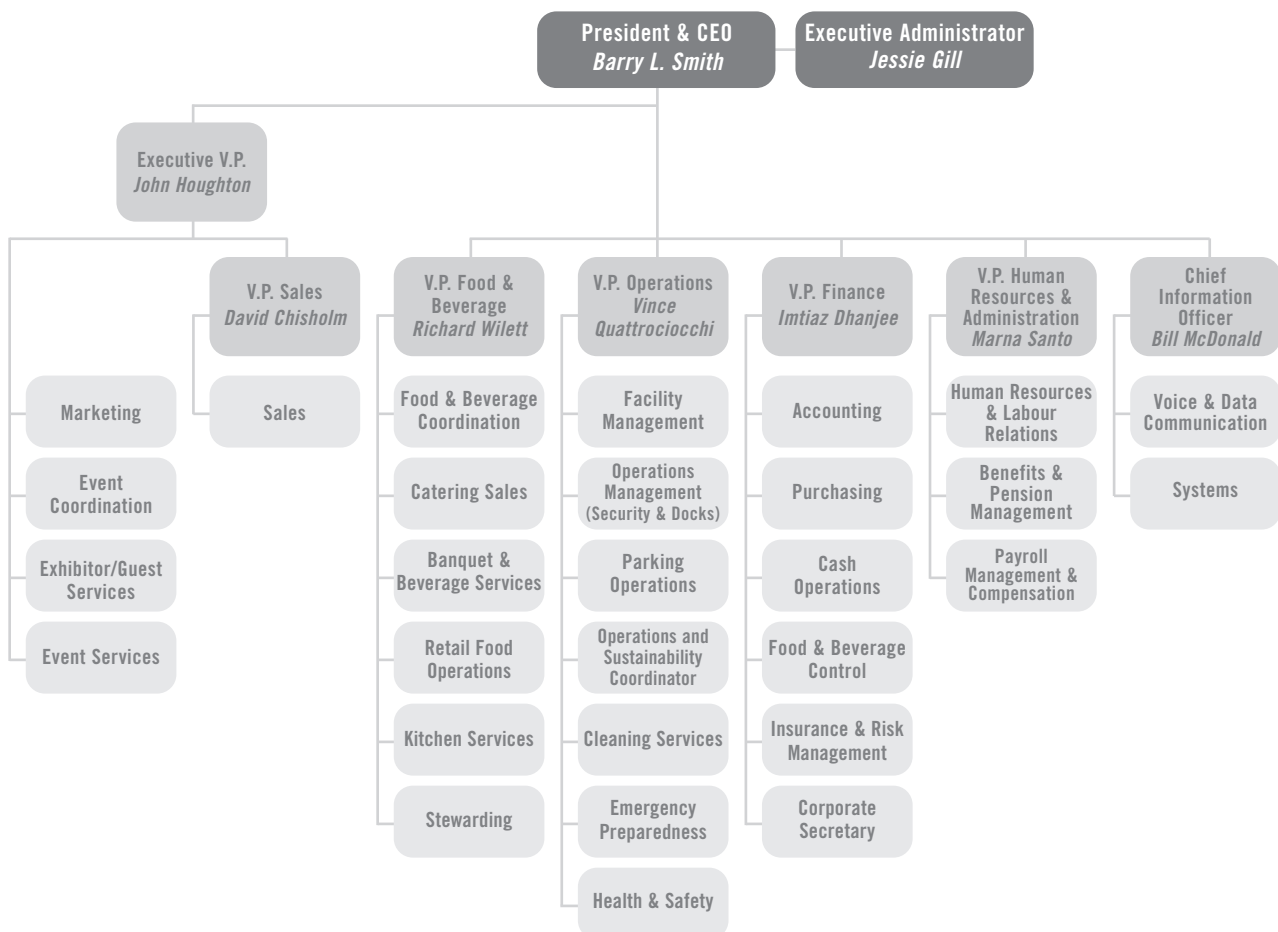 President & CEO
Barry L. Smith
Executive Administrator
Jessie Gill
Executive V.P.
John Houghton
Marketing
Event
Coordination
Exhibitor/Guest
Services
Event Services
V.P. Sales
David Chisholm
Sales
V.P. Food &
Beverage
Richard Wilett
Food & Beverage
Coordination
Catering Sales
Banquet &
Beverage Services
Retail Food
Operations
Kitchen Services
Stewarding
V.P. Operations
Vince
Quattrociocchi
Facility
Management
Operations
Management
(Security & Docks)
Parking
Operations
Operations and
Sustainability
Coordinator
Cleaning Services
Emergency
Preparedness
Health & Safety
V.P. Finance
Imtiaz Dhanjee
Accounting
Purchasing
Cash
Operations
Food & Beverage
Control
Insurance & Risk
Management
Corporate
Secretary
V.P. Human
Resources &
Administration
Marna Santo
Human Resources
& Labour
Relations
Benefits &
Pension
Management
Payroll
Management &
Compensation
Chief
Information
Officer
Bill McDonald
Voice & Data
Communication
Systems